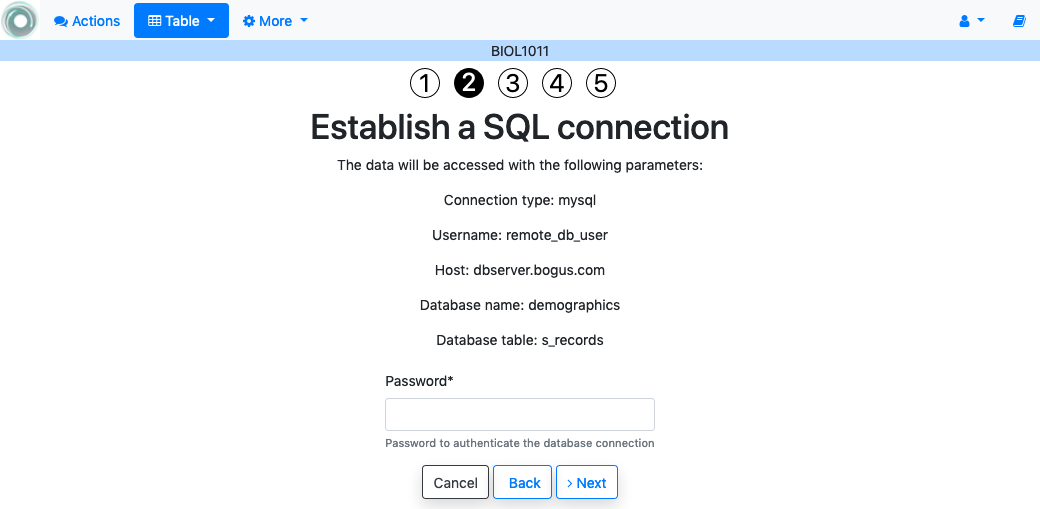 Actions Table More
BIOL1011
1 2 3 4 5
Establish a SQL connection
The data will be accessed with the following parameters:
Connection type: mysql
Username: remote_db_user
Host: dbserver.bogus.com
Database name: demographics
Database table: s_records
Password*
Password to authenticate the database connection
Cancel Back Next